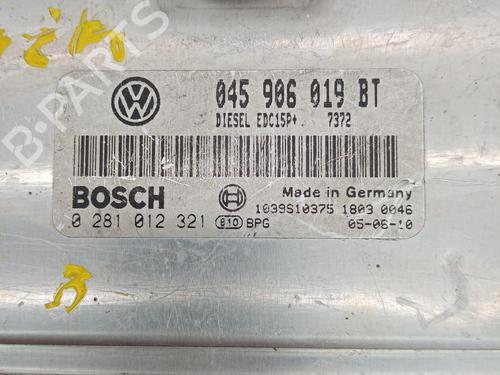 045 906 019 BT
DIESEL EDC15P+ 7372
BOSCH
Made in Germany
1039S10375 1803 0046
0 281 012 321 810 BPG
05-06-10
B-PARTS